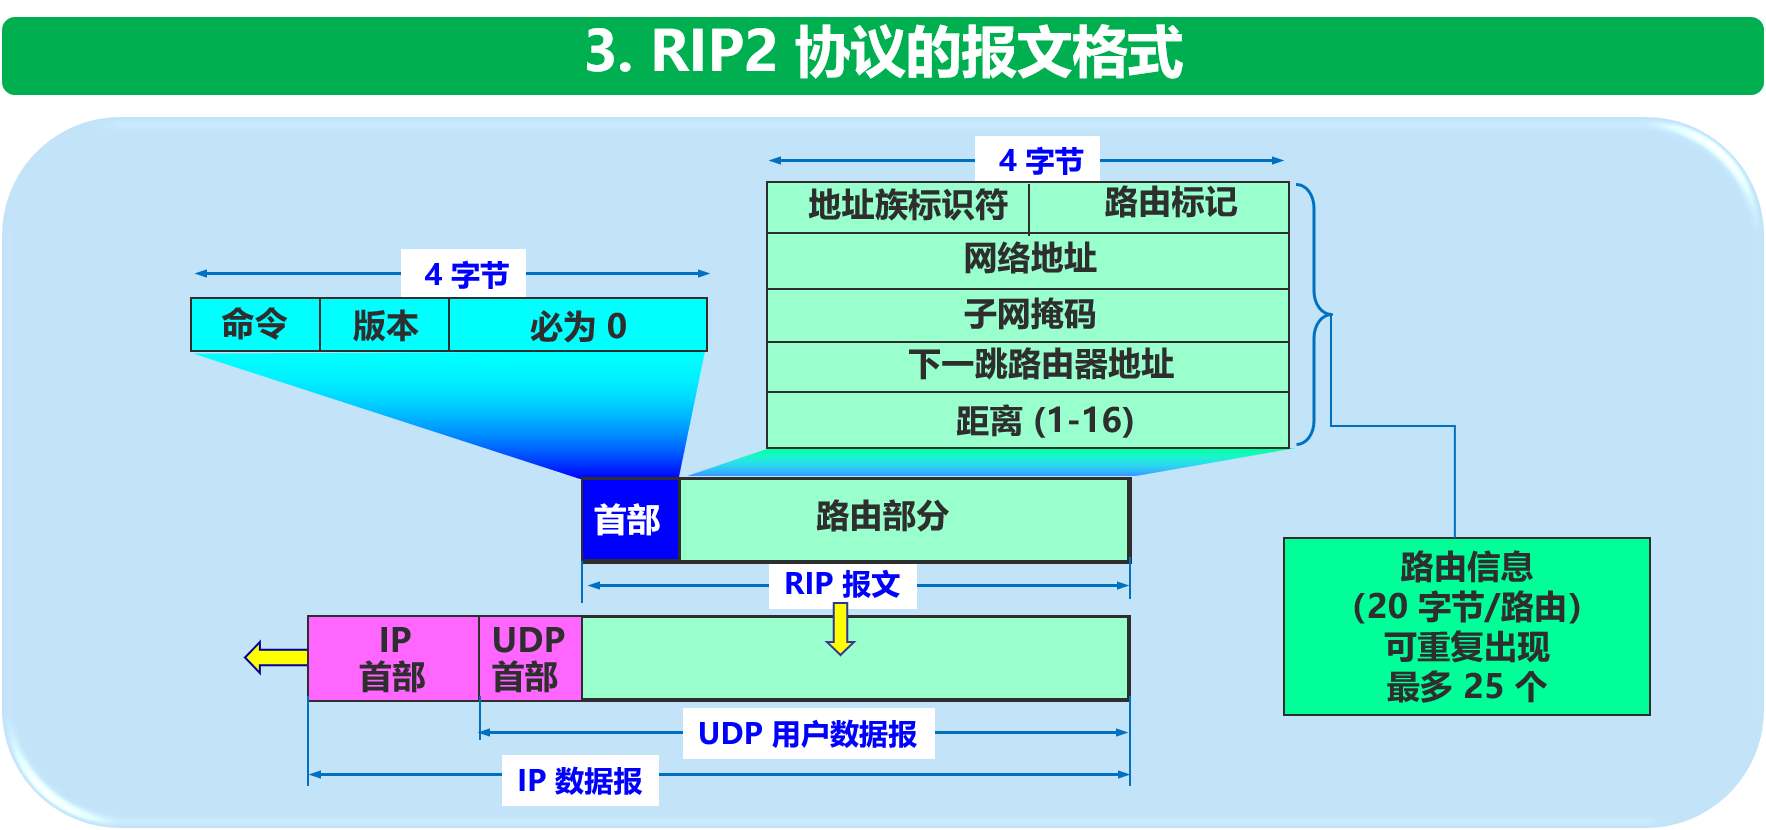 3. RIP2 协议的报文格式
4 字节
地址族标识符 路由标记
网络地址
子网掩码
下一跳路由器地址
距离 (1-16)
4 字节
命令 版本 必为 0
首部 路由部分
RIP 报文
IP
首部
UDP
首部
UDP 用户数据报
IP 数据报
路由信息
(20 字节/路由)
可重复出现
最多 25 个